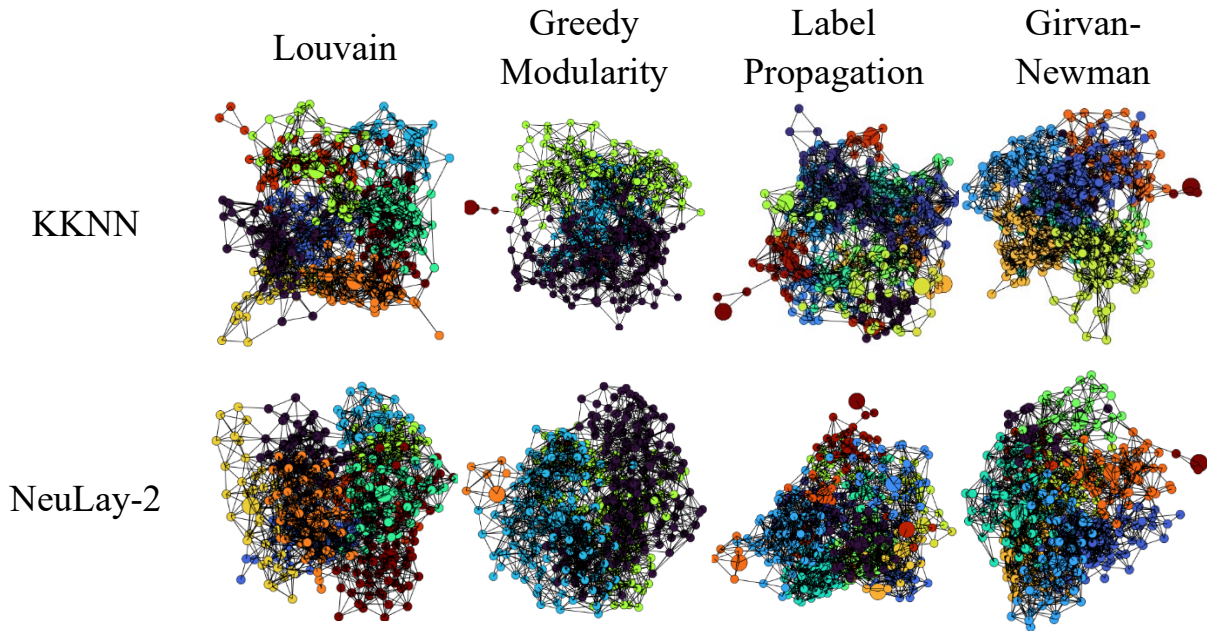 Louvain
Greedy
Modularity
Label
Propagation
Girvan-
Newman
KKNN
NeuLay-2